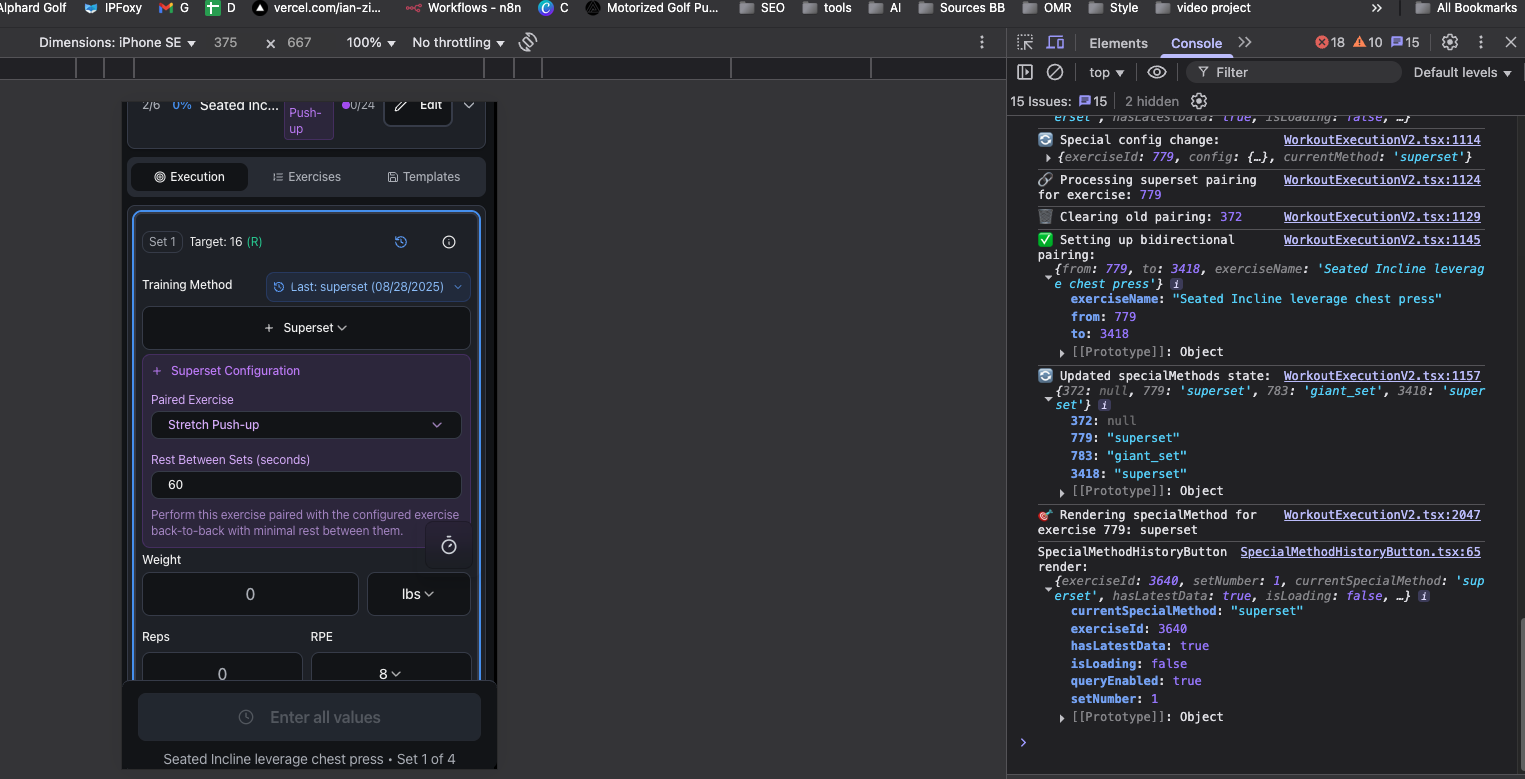 Alphard Golf IPFoxy G D vercel.com/ian-zi... Workflows - n8n C Motorized Golf Pu... SEO tools AI Sources BB OMR Style video project » All Bookmarks
Dimensions: iPhone SE 375 × 667 100% No throttling
Elements Console » 18 10 15
top Filter Default levels
15 Issues: 15 2 hidden
2/6 0% Seated Inc... Push-up 0/24 Edit
Execution Exercises Templates
Set 1 Target: 16 (R)
Training Method Last: superset (08/28/2025)
+ Superset
+ Superset Configuration
Paired Exercise
Stretch Push-up
Rest Between Sets (seconds)
60
Perform this exercise paired with the configured exercise
back-to-back with minimal rest between them.
Weight
0 lbs
Reps RPE
0 8
Enter all values
Seated Incline leverage chest press • Set 1 of 4
erset', hasLatestData: true, isLoading: false, …}
Special config change: WorkoutExecutionV2.tsx:1114
{exerciseId: 779, config: {…}, currentMethod: 'superset'}
Processing superset pairing WorkoutExecutionV2.tsx:1124
for exercise: 779
Clearing old pairing: 372 WorkoutExecutionV2.tsx:1129
Setting up bidirectional WorkoutExecutionV2.tsx:1145
pairing:
{from: 779, to: 3418, exerciseName: 'Seated Incline leverag
e chest press'} i
exerciseName: "Seated Incline leverage chest press"
from: 779
to: 3418
[[Prototype]]: Object
Updated specialMethods state: WorkoutExecutionV2.tsx:1157
{372: null, 779: 'superset', 783: 'giant_set', 3418: 'super
set'} i
372: null
779: "superset"
783: "giant_set"
3418: "superset"
[[Prototype]]: Object
Rendering specialMethod for WorkoutExecutionV2.tsx:2047
exercise 779: superset
SpecialMethodHistoryButton SpecialMethodHistoryButton.tsx:65
render:
{exerciseId: 3640, setNumber: 1, currentSpecialMethod: 'sup
erset', hasLatestData: true, isLoading: false, …} i
currentSpecialMethod: "superset"
exerciseId: 3640
hasLatestData: true
isLoading: false
queryEnabled: true
setNumber: 1
[[Prototype]]: Object